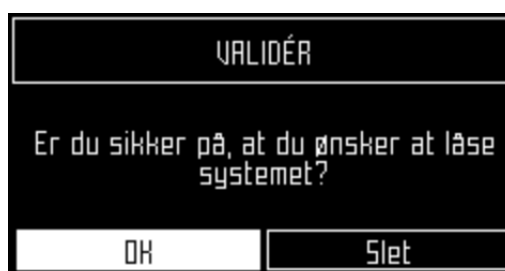 VALIDÉR
Er du sikker på, at du ønsker at låse
systemet?
OK
Slet